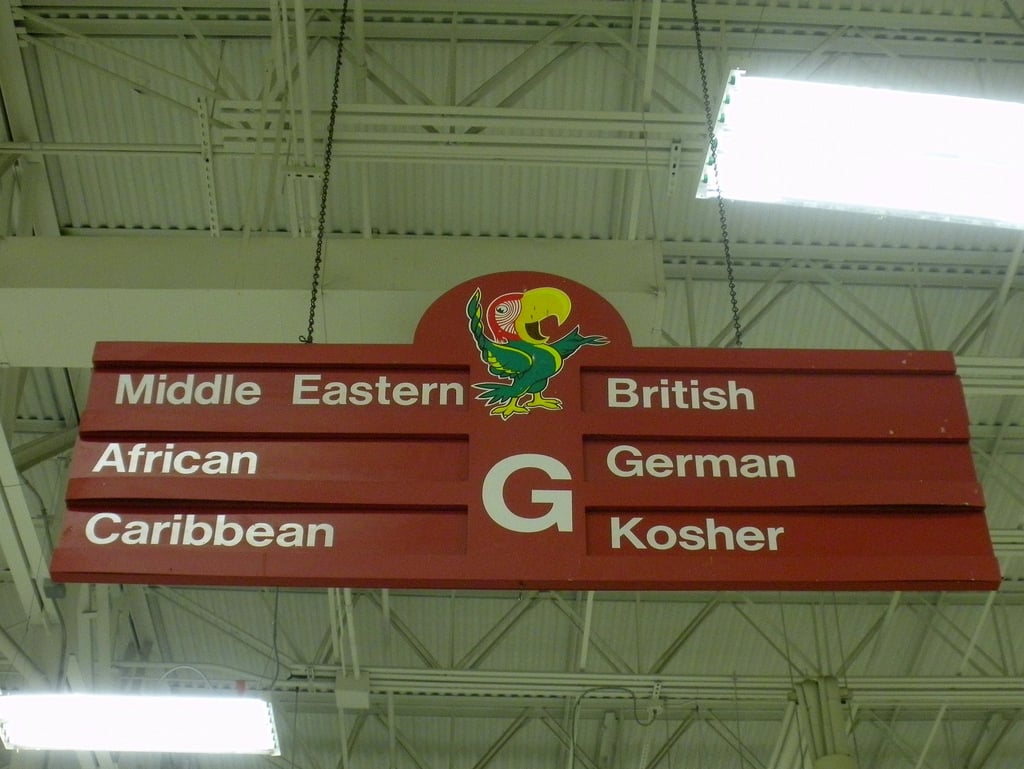 Middle Eastern
African
Caribbean
G
British
German
Kosher